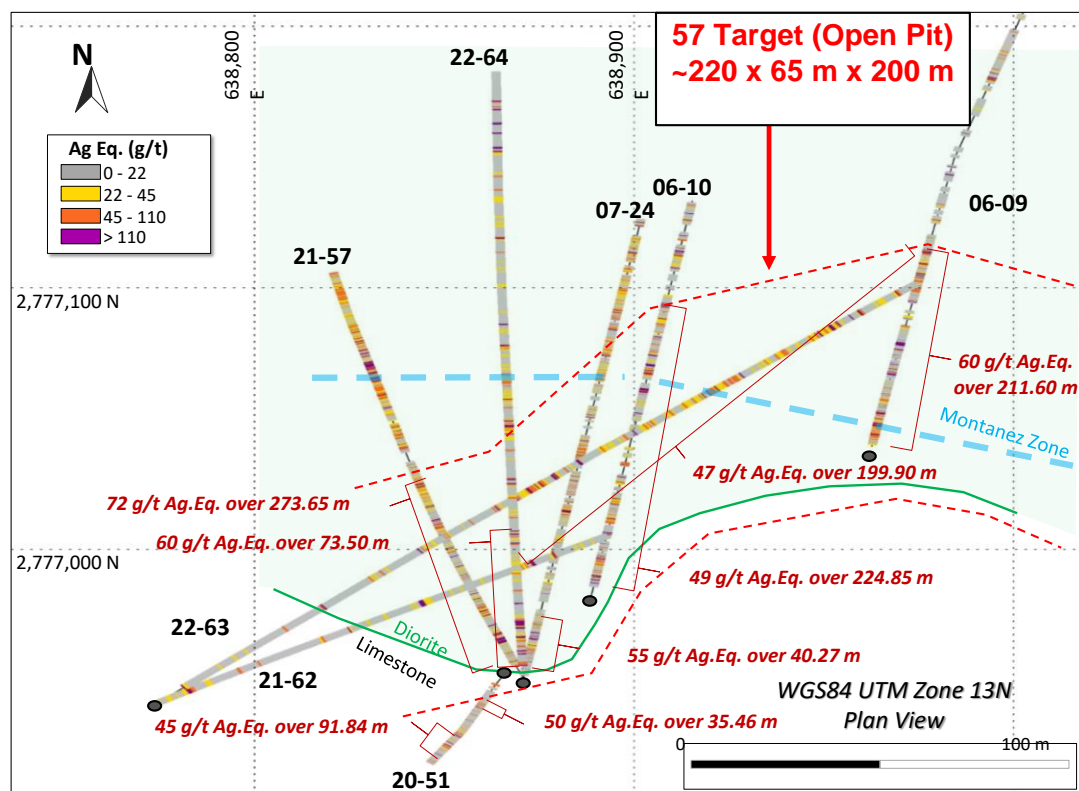 57 Target (Open Pit)
~220 x 65 m x 200 m
N
638,800
E
638,900
E
22-64
Ag Eq. (g/t)
0 - 22
22 - 45
45 - 110
> 110
06-10
07-24
06-09
21-57
2,777,100 N
60 g/t Ag.Eq.
over 211.60 m
Montanez Zone
47 g/t Ag.Eq over 199.90 m
72 g/t Ag.Eq over 273.65 m
60 g/t Ag.Eq over 73.50 m
2,777,000 N
49 g/t Ag.Eq over 224.85 m
22-63
Diorite
Limestone
21-62
55 g/t Ag.Eq over 40.27 m
WGS84 UTM Zone 13N
Plan View
45 g/t Ag.Eq over 91.84 m
50 g/t Ag.Eq over 35.46 m
0
100 m
20-51